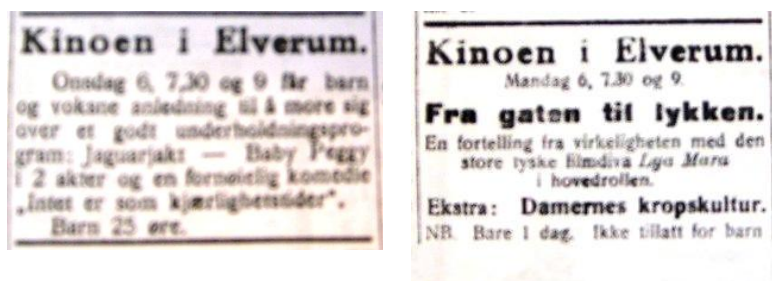 Kinoen i Elverum.
Onsdag 6, 7,30 og 9 får barn
og voksne anledning til å more sig
over et godt underholdningspro-
gram: Jaguarjakt — Baby Peggy
i 2 akter og en fornøielig komedie
„Intet er som kjærlighetstider".
Barn 25 øre.
Kinoen i Elverum.
Mandag 6, 7.30 og 9.
Fra gaten til lykken.
En fortelling fra virkeligheten med den
store tyske filmdiva Lya Mara
i hovedrollen.
Ekstra: Damernes kropskultur.
NB. Bare 1 dag. Ikke tillatt for barn